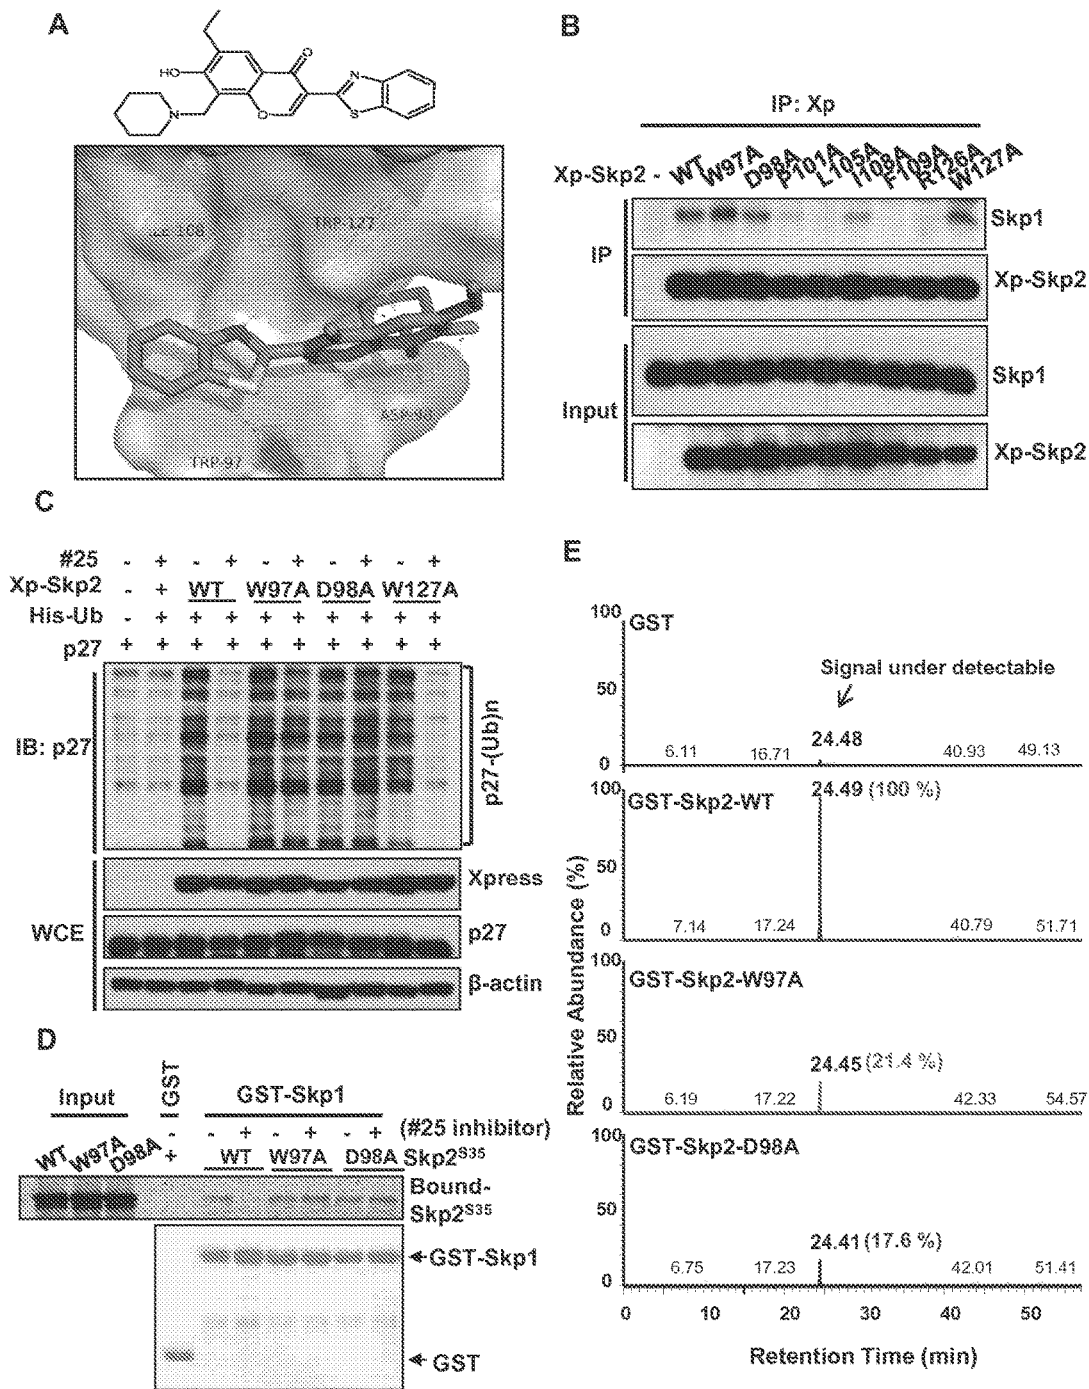 A
HO
O
N
N
O
S
ILE 108
TRP 127
ASP 98
TRP 97
B
IP: Xp
Xp-Skp2 - WT W97A D98A P101A L105A I108A F109A R126A W127A
IP
Skp1
Xp-Skp2
Input
Skp1
Xp-Skp2
C
#25 - + - + - + - + - +
Xp-Skp2 - + WT W97A D98A W127A
His-Ub - + + + + + + + + +
p27 + + + + + + + + + +
IB: p27
p27-(Ub)n
WCE
Xpress
p27
β-actin
D
Input
GST
GST-Skp1
- - + - + - + (#25 inhibitor)
WT W97A D98A + WT W97A D98A Skp2S35
Bound-
Skp2S35
GST-Skp1
GST
E
Relative Abundance (%)
100
50
0
GST
Signal under detectable
6.11 16.71 24.48 40.93 49.13
100
50
0
GST-Skp2-WT
24.49 (100 %)
7.14 17.24 40.79 51.71
100
50
0
GST-Skp2-W97A
24.45 (21.4 %)
6.19 17.22 42.33 54.57
100
50
0
GST-Skp2-D98A
24.41 (17.6 %)
6.75 17.23 42.01 51.41
0 10 20 30 40 50
Retention Time (min)